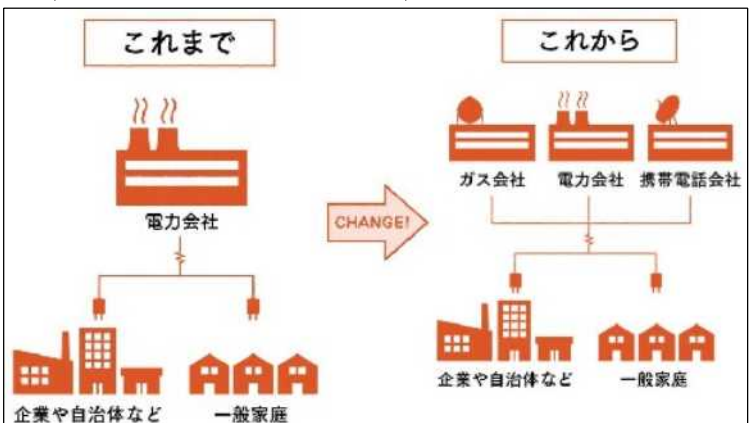 これまで
電力会社
企業や自治体など
一般家庭
CHANGE!
これから
ガス会社
電力会社
携帯電話会社
企業や自治体など
一般家庭